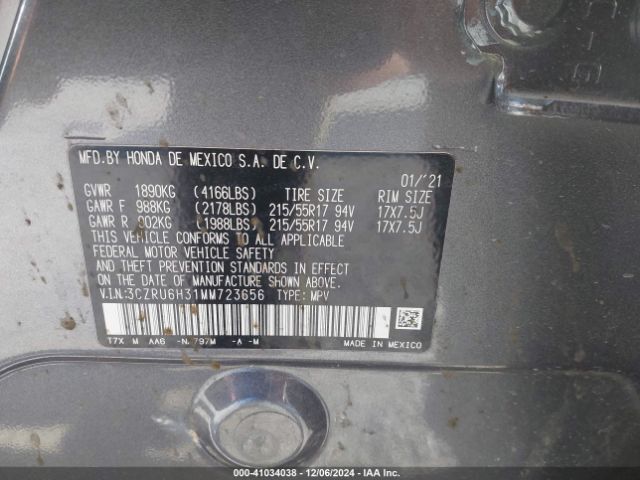 MFD.BY HONDA DE MEXICO S.A. DE C.V.
01/'21
GVWR 1890KG (4166LBS) TIRE SIZE RIM SIZE
GAWR F 988KG (2178LBS) 215/55R17 94V 17X7.5J
GAWR R 902KG (1988LBS) 215/55R17 94V 17X7.5J
THIS VEHICLE CONFORMS TO ALL APPLICABLE
FEDERAL MOTOR VEHICLE SAFETY
AND THEFT PREVENTION STANDARDS IN EFFECT ON
THE DATE OF MANUFACTURE SHOWN ABOVE.
V.I.N:3CZRU6H31MM723656 TYPE: MPV
T7X M AA6 -N.797M -A -M MADE IN MEXICO
000-41034038 - 12/06/2024 - IAA Inc.